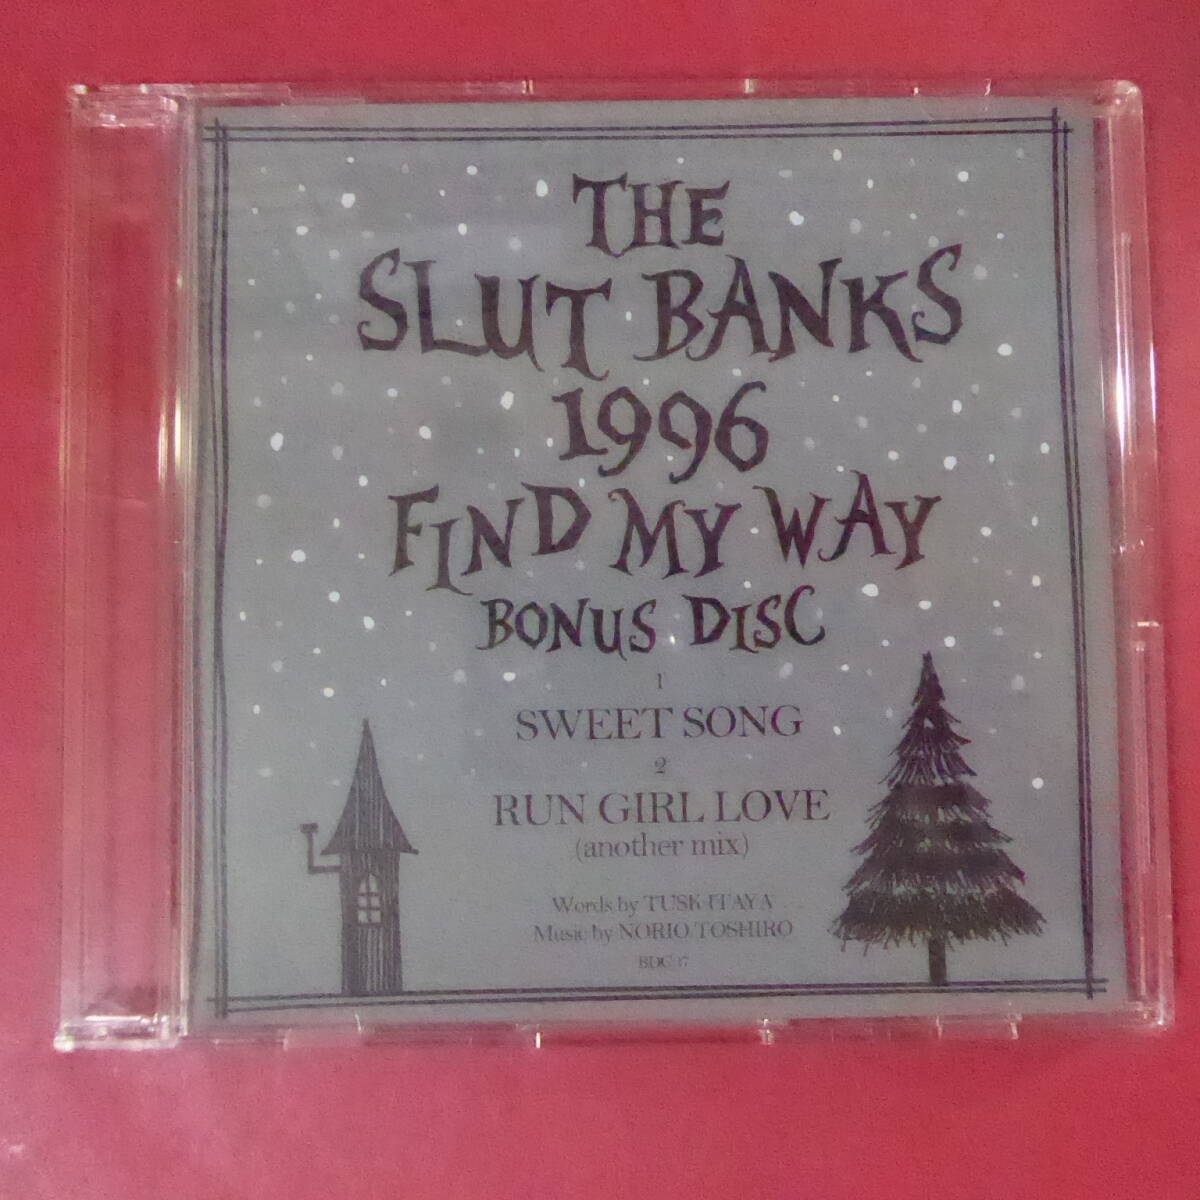 THE
SLUT BANKS
1996
FIND MY WAY
BONUS DISC
1
SWEET SONG
2
RUN GIRL LOVE
(another mix)
Words by TUSK ITAYA
Music by NORIO TOSHIRO